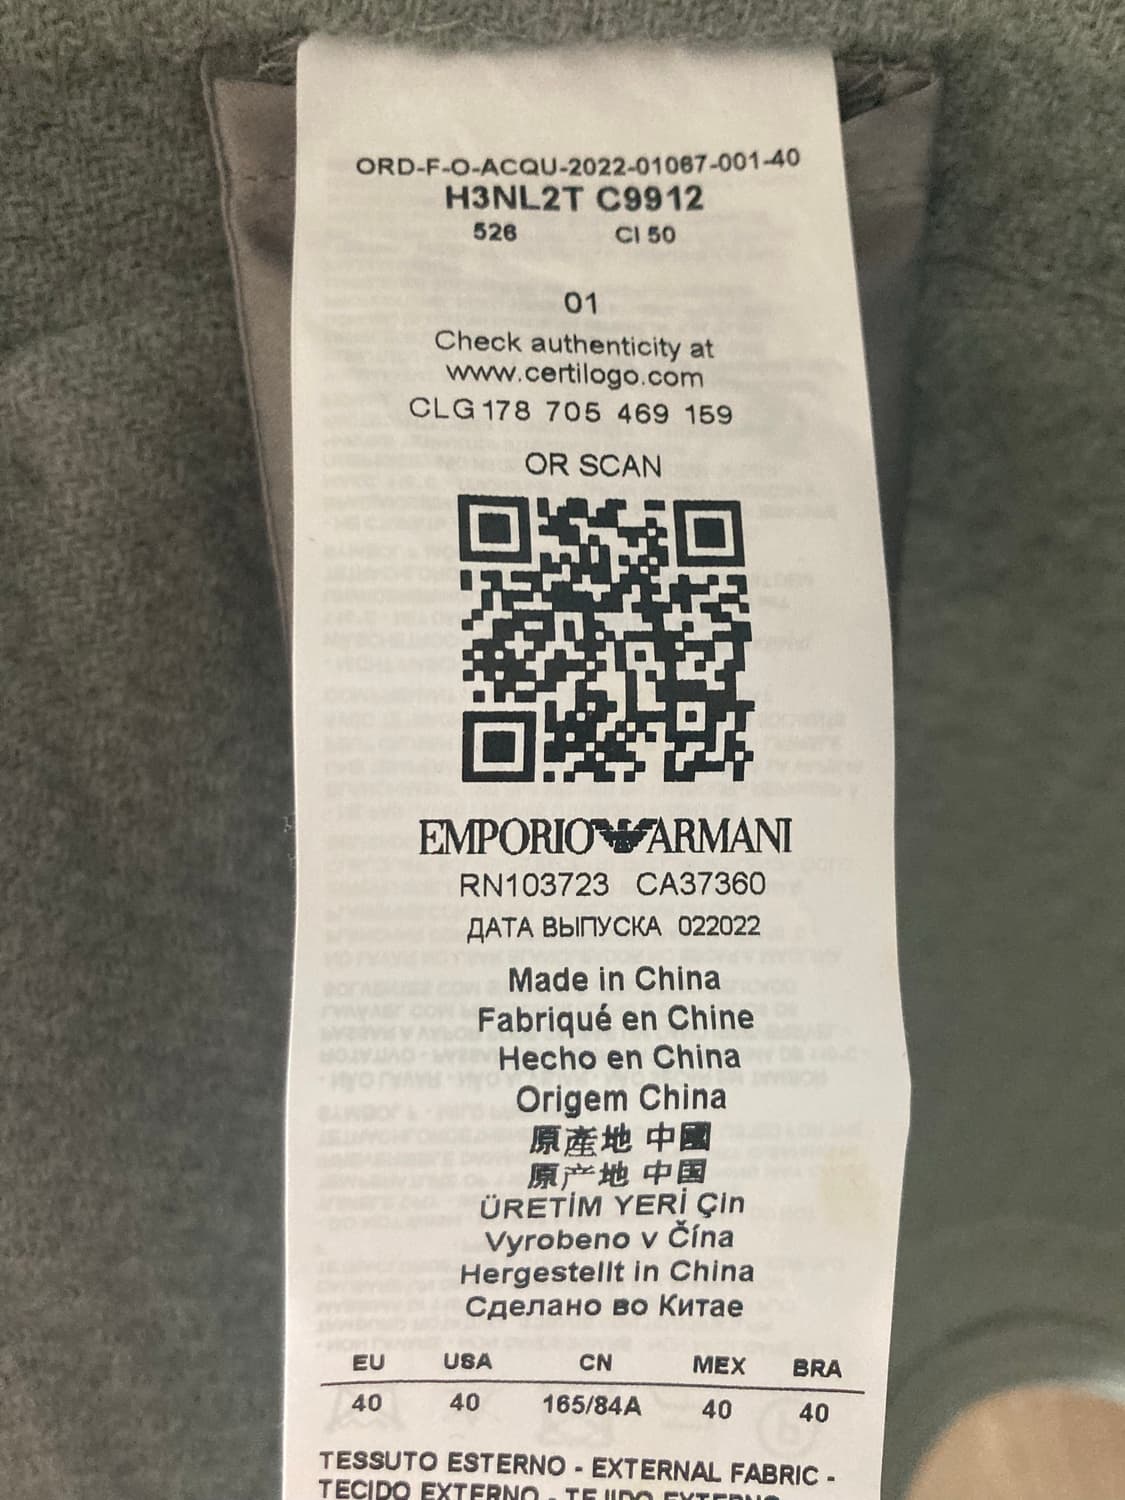 ORD-F-O-ACQU-2022-01067-001-40
H3NL2T C9912
526 CI 50
01
Check authenticity at
www.certilogo.com
CLG 178 705 469 159
OR SCAN
EMPORIO ARMANI
RN103723 CA37360
ДАТА ВЫПУСКА 022022
Made in China
Fabriqué en Chine
Hecho en China
Origem China
原產地 中國
原产地 中国
ÜRETİM YERİ Çin
Vyrobeno v Čína
Hergestellt in China
Сделано во Китае
EU USA CN MEX BRA
40 40 165/84A 40 40
TESSUTO ESTERNO - EXTERNAL FABRIC -
TECIDO EXTERNO - TEJIDO EXTERNO